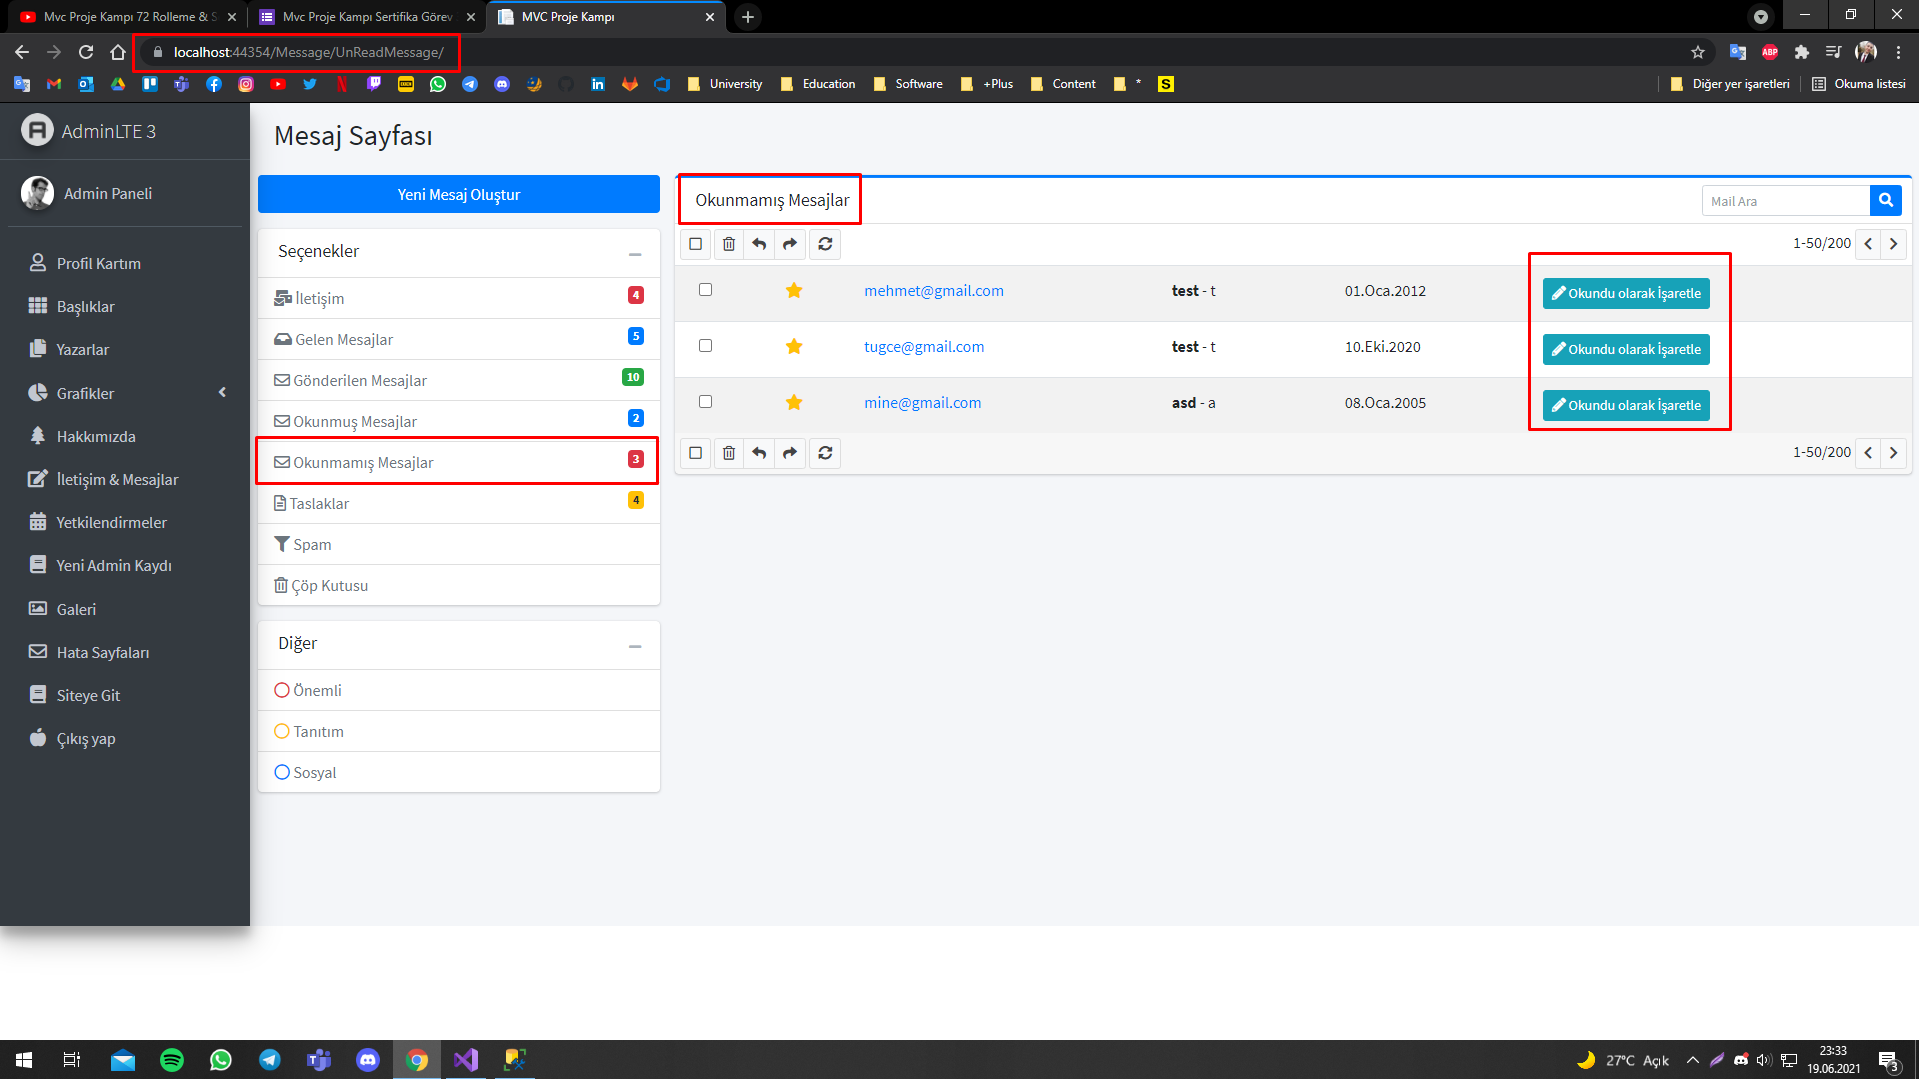 Mvc Proje Kampı 72 Rolleme & S
Mvc Proje Kampı Sertifika Görev
MVC Proje Kampı
localhost:44354/Message/UnReadMessage/
ABP
University
Education
Software
+Plus
Content
*
S
Diğer yer işaretleri
Okuma listesi
AdminLTE 3
Admin Paneli
Profil Kartım
Başlıklar
Yazarlar
Grafikler
Hakkımızda
İletişim & Mesajlar
Yetkilendirmeler
Yeni Admin Kaydı
Galeri
Hata Sayfaları
Siteye Git
Çıkış yap
Mesaj Sayfası
Yeni Mesaj Oluştur
Seçenekler
İletişim 4
Gelen Mesajlar 5
Gönderilen Mesajlar 10
Okunmuş Mesajlar 2
Okunmamış Mesajlar 3
Taslaklar 4
Spam
Çöp Kutusu
Diğer
Önemli
Tanıtım
Sosyal
Okunmamış Mesajlar
Mail Ara
1-50/200
mehmet@gmail.com test - t 01.Oca.2012 Okundu olarak İşaretle
tugce@gmail.com test - t 10.Eki.2020 Okundu olarak İşaretle
mine@gmail.com asd - a 08.Oca.2005 Okundu olarak İşaretle
1-50/200
27°C Açık
23:33
19.06.2021
3